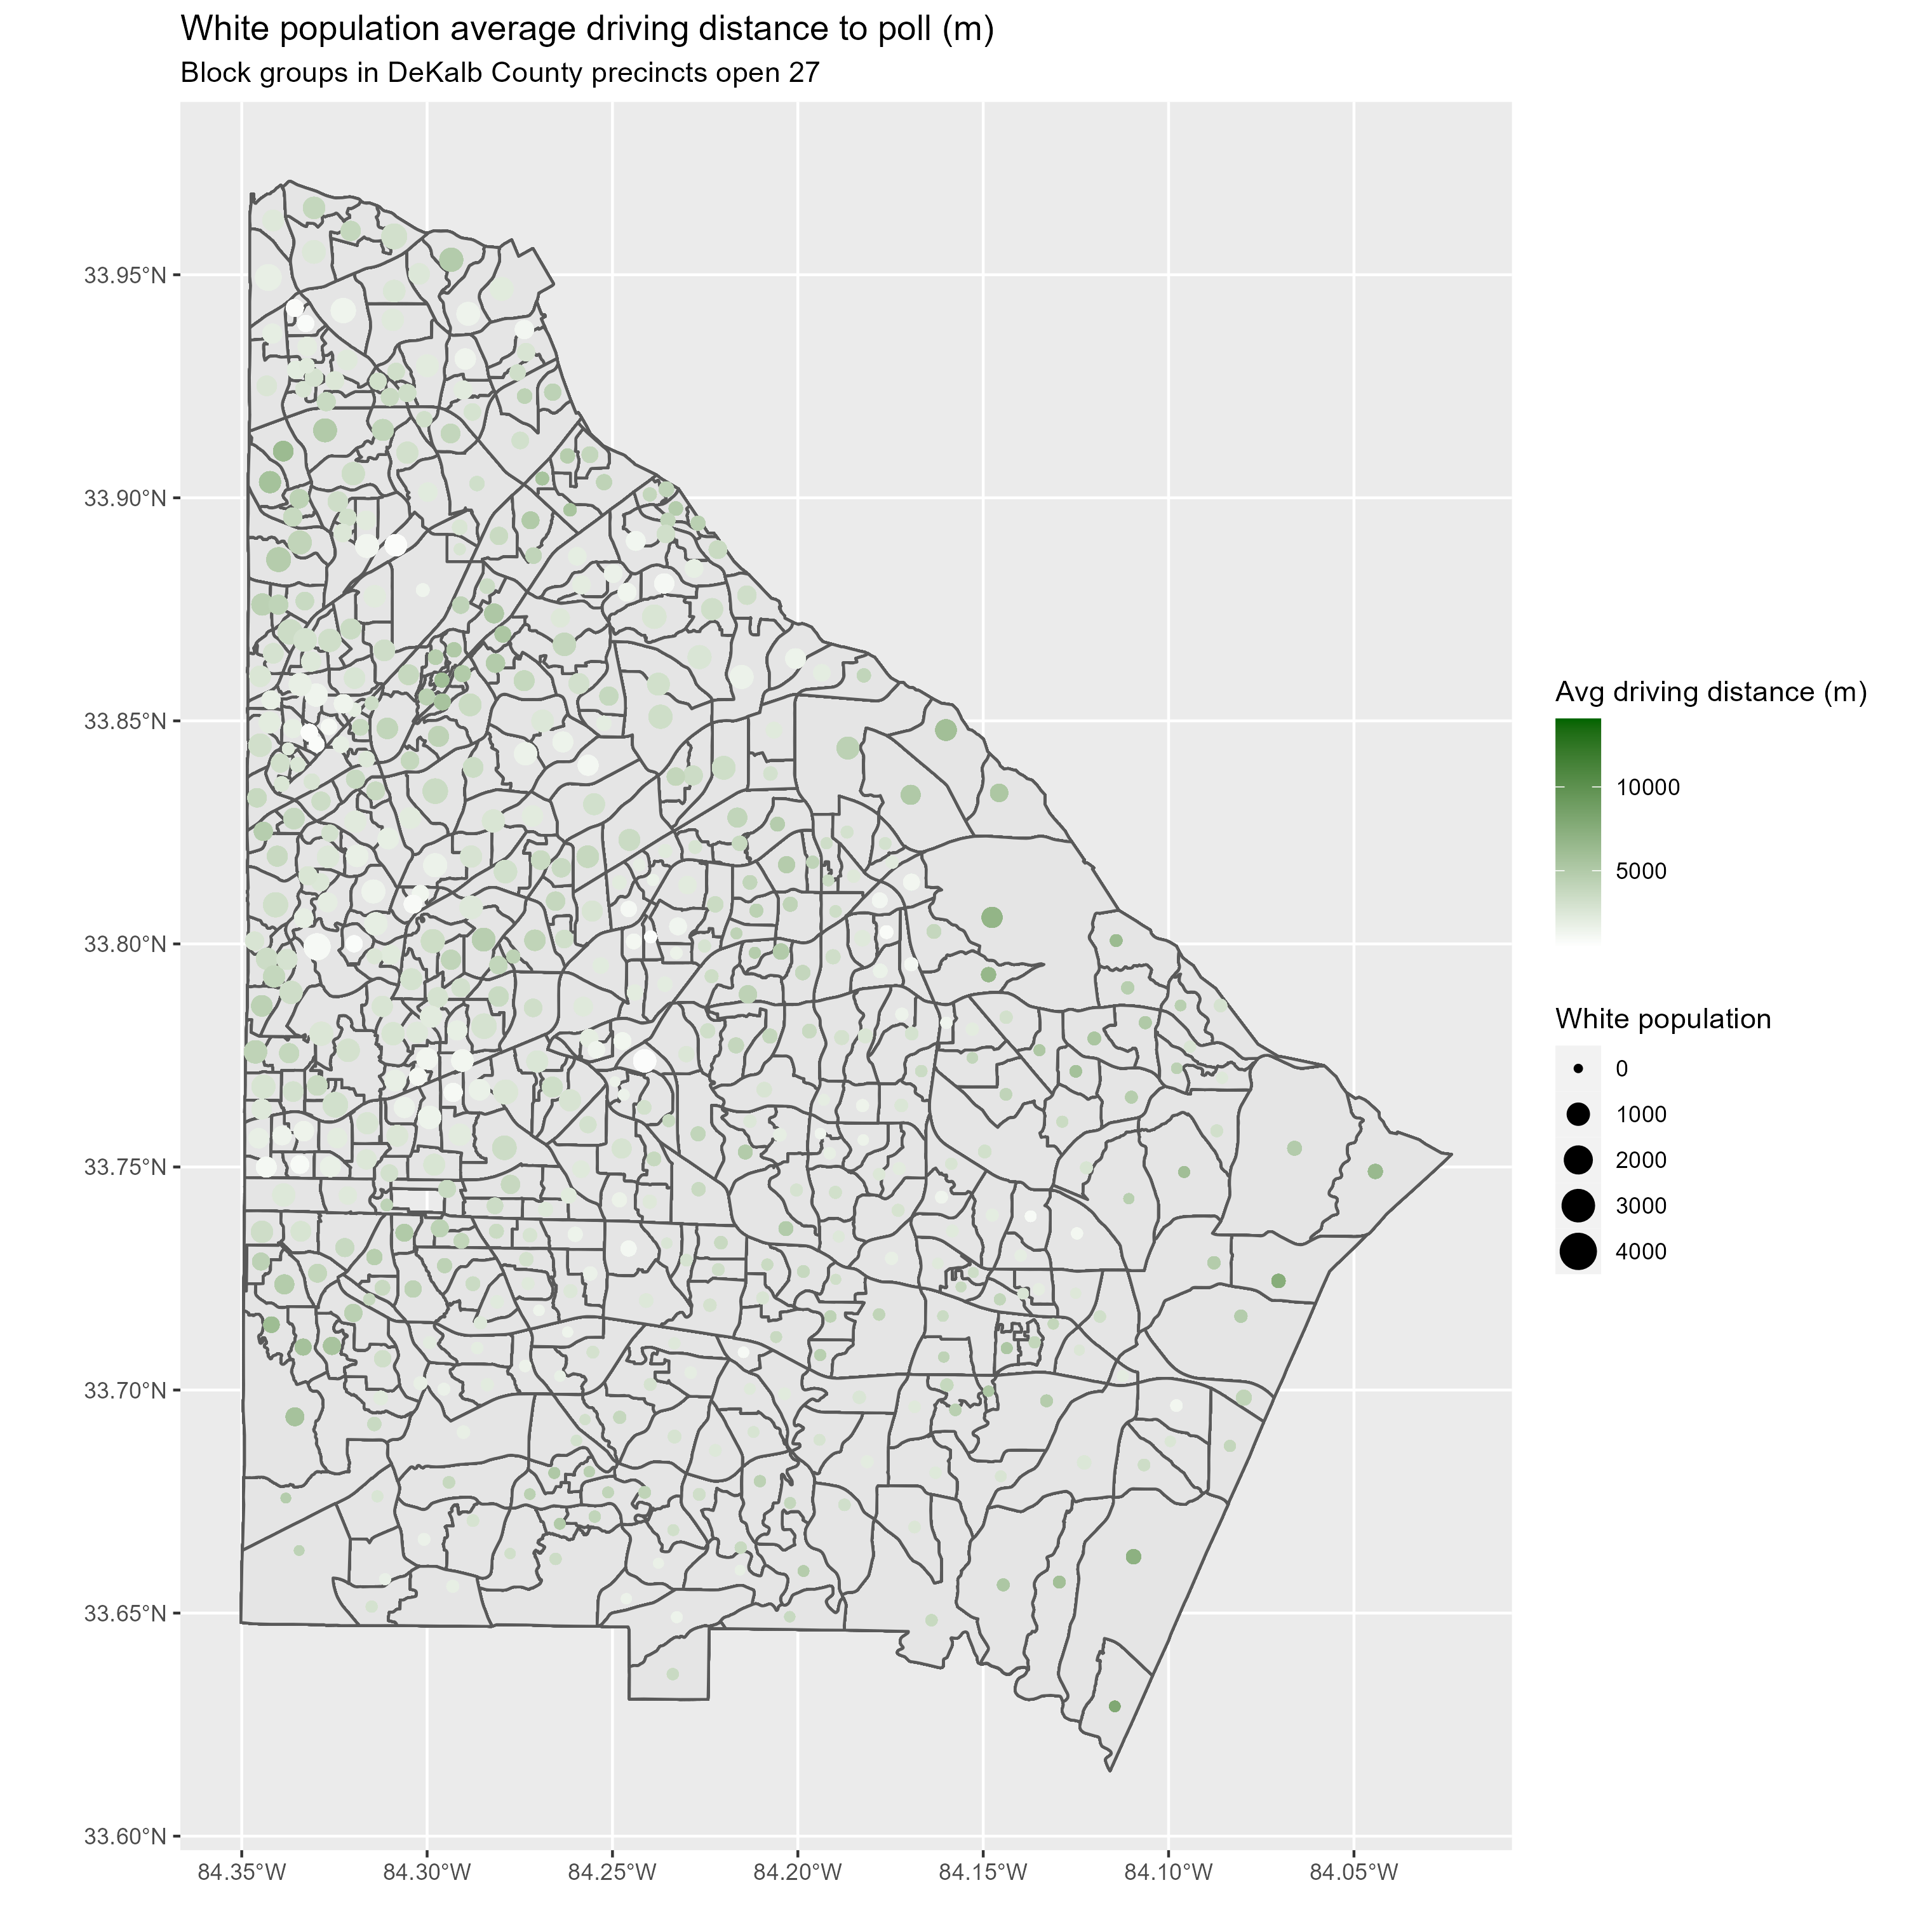 White population average driving distance to poll (m)
Block groups in DeKalb County precincts open 27
33.95°N
33.90°N
33.85°N
33.80°N
33.75°N
33.70°N
33.65°N
33.60°N
84.35°W
84.30°W
84.25°W
84.20°W
84.15°W
84.10°W
84.05°W
Avg driving distance (m)
10000
5000
White population
0
1000
2000
3000
4000